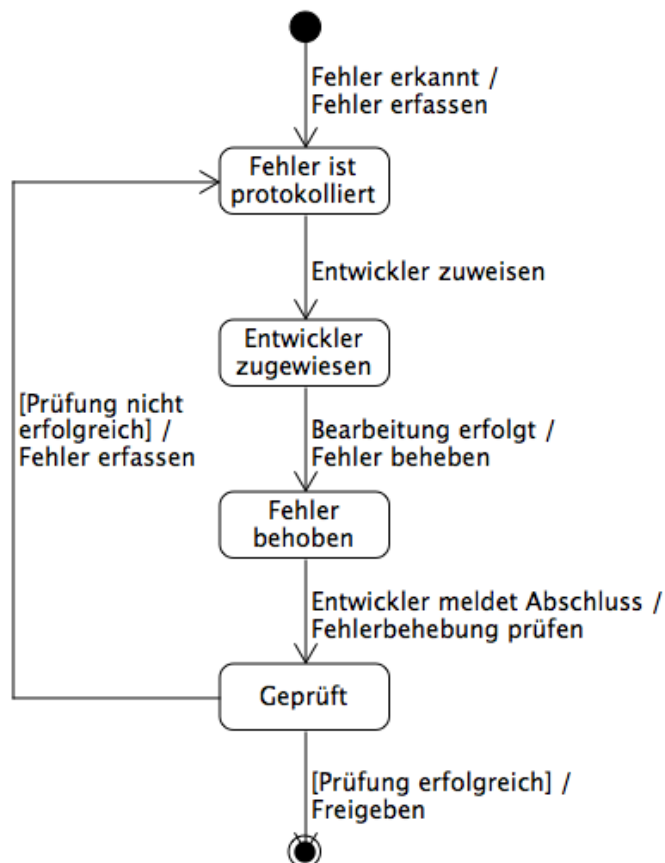 Fehler erkannt /
Fehler erfassen
Fehler ist
protokolliert
Entwickler zuweisen
Entwickler
zugewiesen
[Prüfung nicht
erfolgreich] /
Fehler erfassen
Bearbeitung erfolgt /
Fehler beheben
Fehler
behoben
Entwickler meldet Abschluss /
Fehlerbehebung prüfen
Geprüft
[Prüfung erfolgreich] /
Freigeben